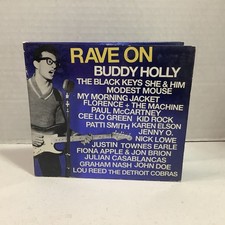 RAVE ON
BUDDY HOLLY
THE BLACK KEYS SHE & HIM
MODEST MOUSE
MY MORNING JACKET
FLORENCE + THE MACHINE
PAUL McCARTNEY
CEE LO GREEN KID ROCK
PATTI SMITH KAREN ELSON
JENNY O.
NICK LOWE
JUSTIN TOWNES EARLE
FIONA APPLE & JON BRION
JULIAN CASABLANCAS
GRAHAM NASH JOHN DOE
LOU REED THE DETROIT COBRAS